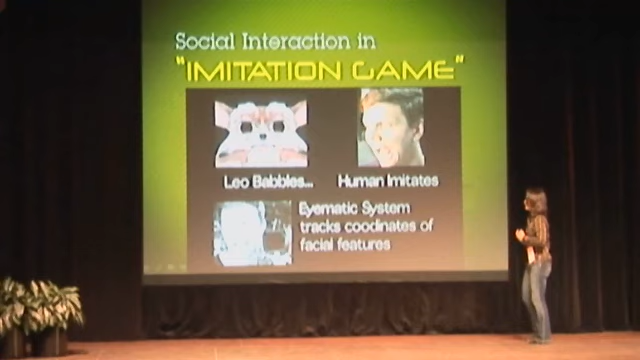 Social Interaction in
"IMITATION GAME"
Leo Babbles...
Human Imitates
Eyematic System
tracks coodinates of
facial features